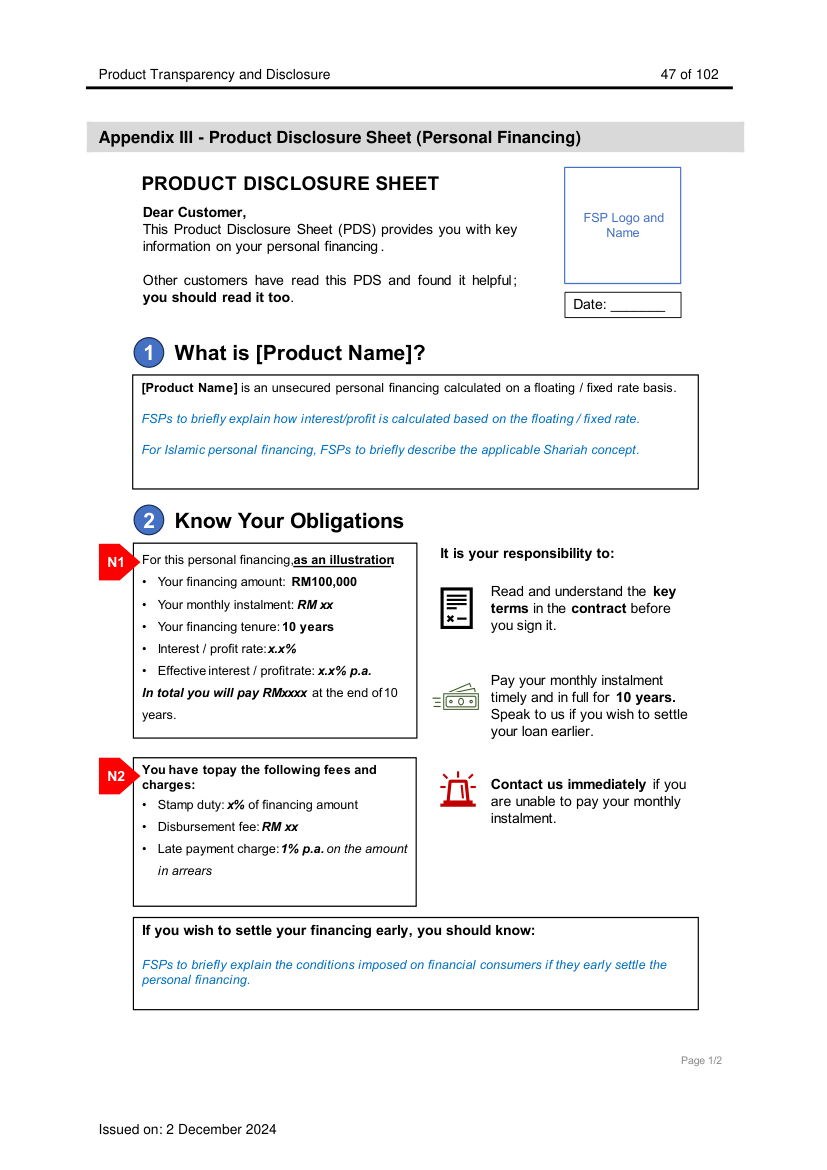 Product Transparency and Disclosure
47 of 102
Appendix III - Product Disclosure Sheet (Personal Financing)
PRODUCT DISCLOSURE SHEET
Dear Customer,
This Product Disclosure Sheet (PDS) provides you with key
information on your personal financing .
Other customers have read this PDS and found it helpful;
you should read it too.
FSP Logo and
Name
Date: _______
1 What is [Product Name]?
[Product Name] is an unsecured personal financing calculated on a floating / fixed rate basis.
FSPs to briefly explain how interest/profit is calculated based on the floating / fixed rate.
For Islamic personal financing, FSPs to briefly describe the applicable Shariah concept.
2 Know Your Obligations
N1
For this personal financing,as an illustration:
• Your financing amount: RM100,000
• Your monthly instalment: RM xx
• Your financing tenure: 10 years
• Interest / profit rate: x.x%
• Effective interest / profit rate: x.x% p.a.
In total you will pay RMxxxx at the end of 10
years.
N2
You have to pay the following fees and
charges:
• Stamp duty: x% of financing amount
• Disbursement fee: RM xx
• Late payment charge: 1% p.a. on the amount
in arrears
It is your responsibility to:
Read and understand the key
terms in the contract before
you sign it.
Pay your monthly instalment
timely and in full for 10 years.
Speak to us if you wish to settle
your loan earlier.
Contact us immediately if you
are unable to pay your monthly
instalment.
If you wish to settle your financing early, you should know:
FSPs to briefly explain the conditions imposed on financial consumers if they early settle the
personal financing.
Page 1/2
Issued on: 2 December 2024